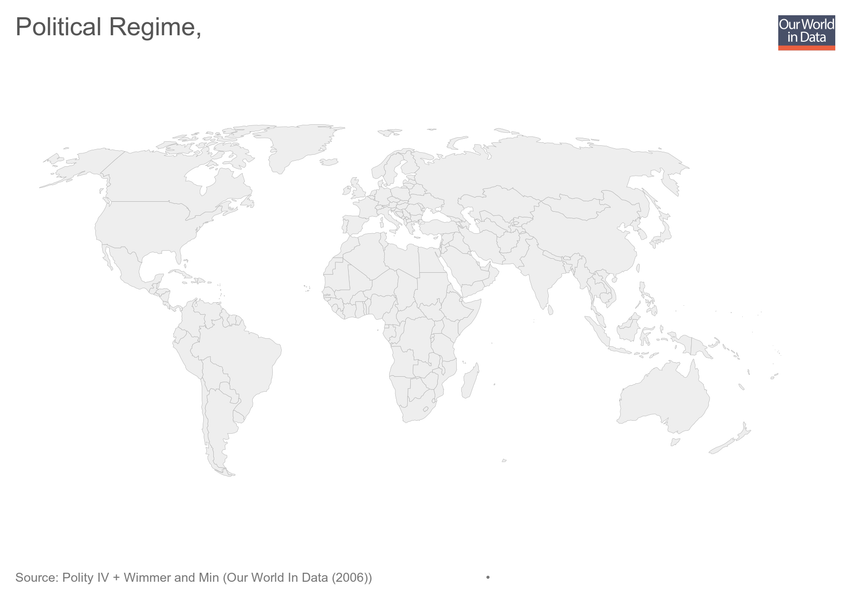 Political Regime,
Our World
in Data
Source: Polity IV + Wimmer and Min (Our World In Data (2006))
•